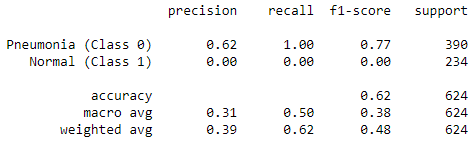 precision recall f1-score support
Pneumonia (Class 0) 0.62 1.00 0.77 390
Normal (Class 1) 0.00 0.00 0.00 234
accuracy 0.62 624
macro avg 0.31 0.50 0.38 624
weighted avg 0.39 0.62 0.48 624